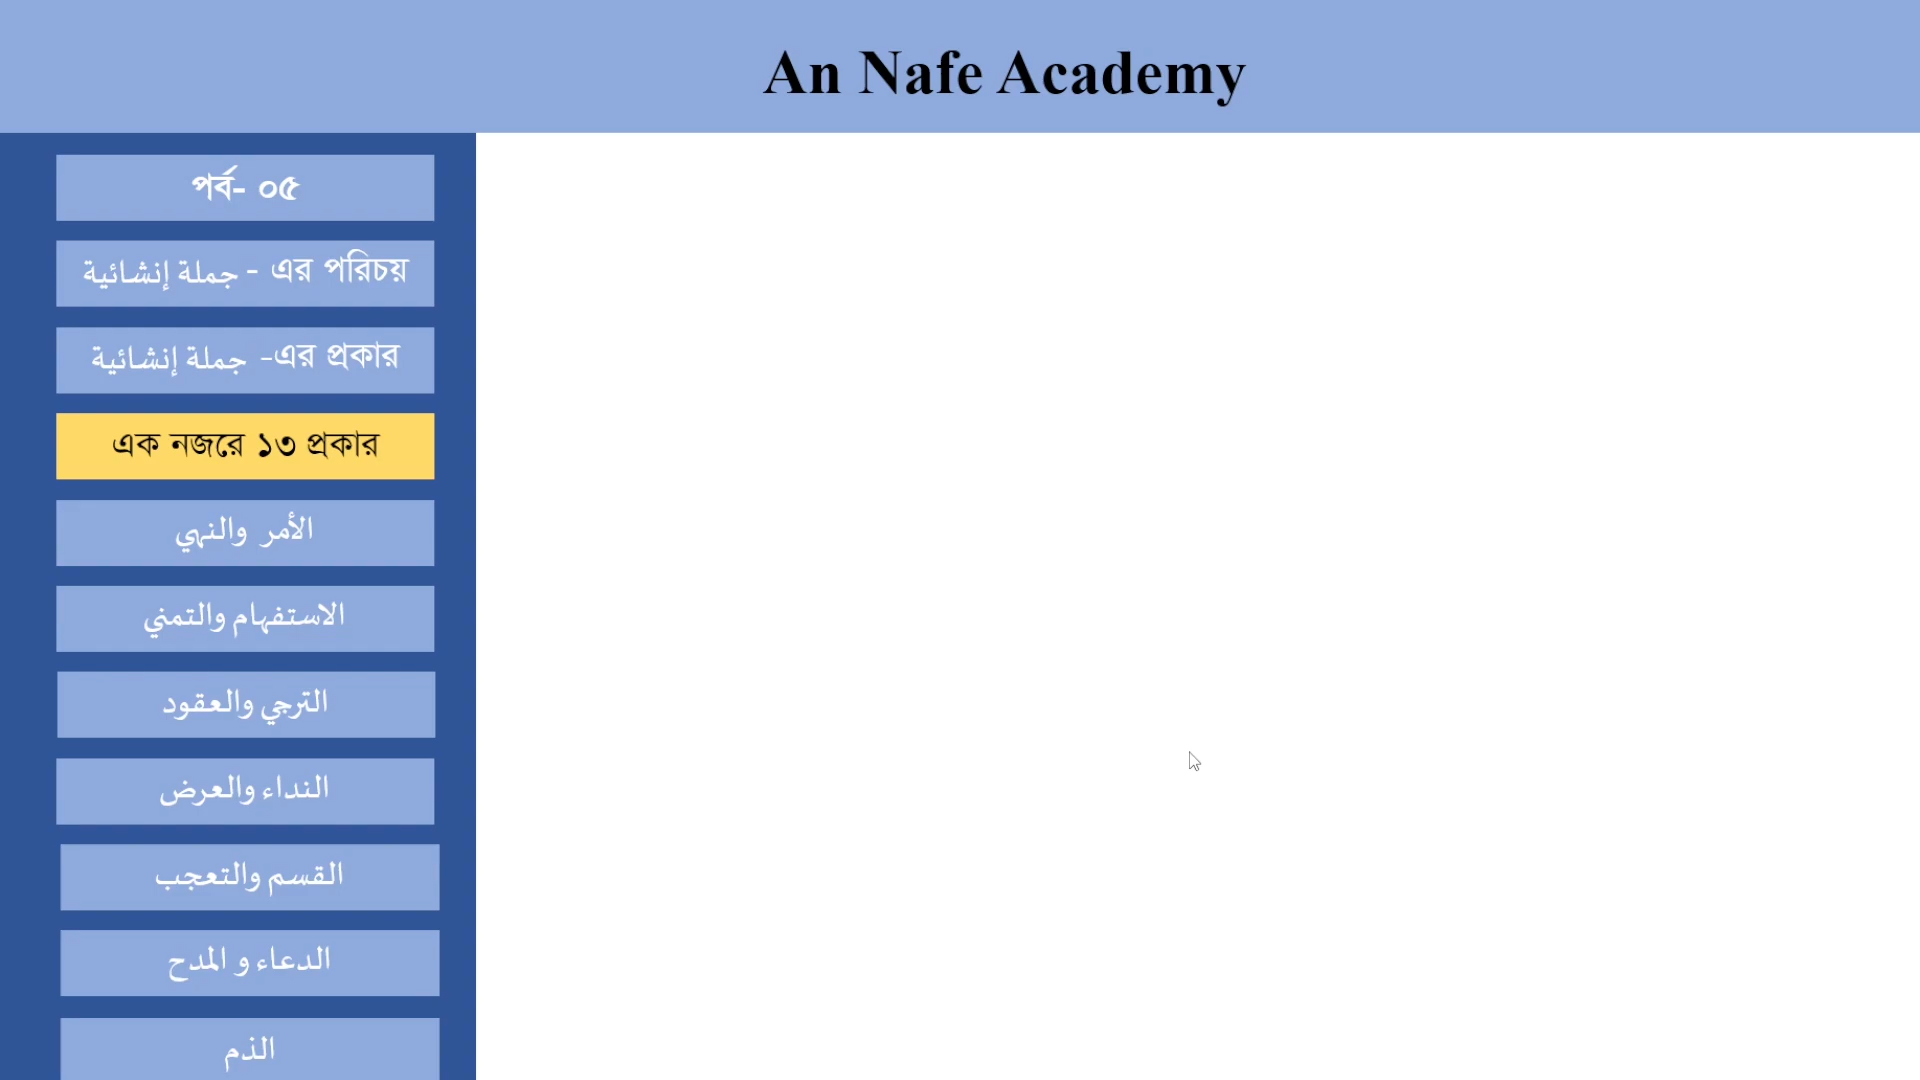 An Nafe Academy
পর্ব- ০৫
جملة إنشائية - এর পরিচয়
جملة إنشائية -এর প্রকার
এক নজরে ১৩ প্রকার
الأمر والنهي
الاستفهام والتمني
الترجي والعقود
النداء والعرض
القسم والتعجب
الدعاء و المدح
الذم